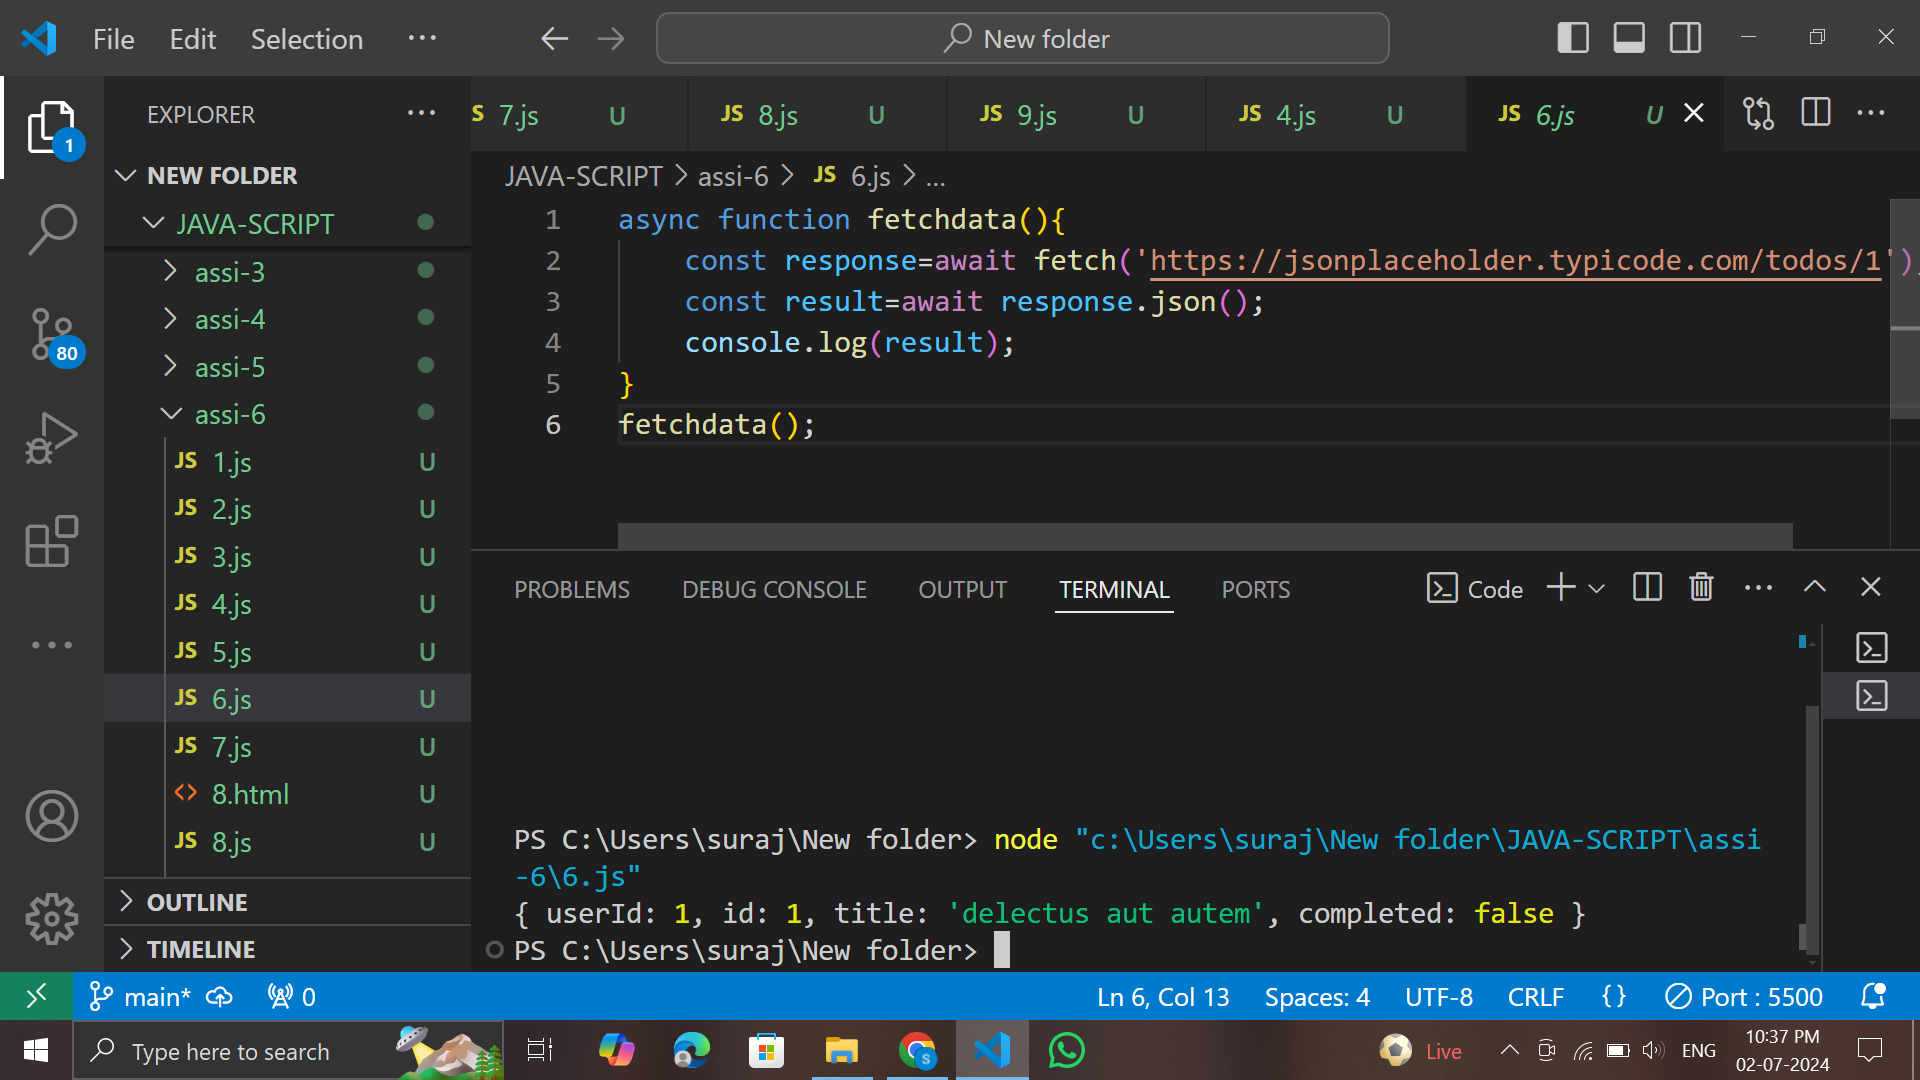 File Edit Selection ...
New folder
EXPLORER ...
1
NEW FOLDER
JAVA-SCRIPT
assi-3
assi-4
80
assi-5
assi-6
JS 1.js U
JS 2.js U
JS 3.js U
JS 4.js U
JS 5.js U
JS 6.js U
JS 7.js U
<> 8.html U
JS 8.js U
OUTLINE
TIMELINE
S 7.js U JS 8.js U JS 9.js U JS 4.js U JS 6.js U
JAVA-SCRIPT > assi-6 > JS 6.js > ...
1 async function fetchdata(){
2 const response=await fetch('https://jsonplaceholder.typicode.com/todos/1')
3 const result=await response.json();
4 console.log(result);
5 }
6 fetchdata();
PROBLEMS DEBUG CONSOLE OUTPUT TERMINAL PORTS Code
PS C:\Users\suraj\New folder> node "c:\Users\suraj\New folder\JAVA-SCRIPT\assi
-6\6.js"
{ userId: 1, id: 1, title: 'delectus aut autem', completed: false }
PS C:\Users\suraj\New folder>
main* 0 Ln 6, Col 13 Spaces: 4 UTF-8 CRLF {} Port : 5500
Type here to search
S
Live
ENG
10:37 PM
02-07-2024